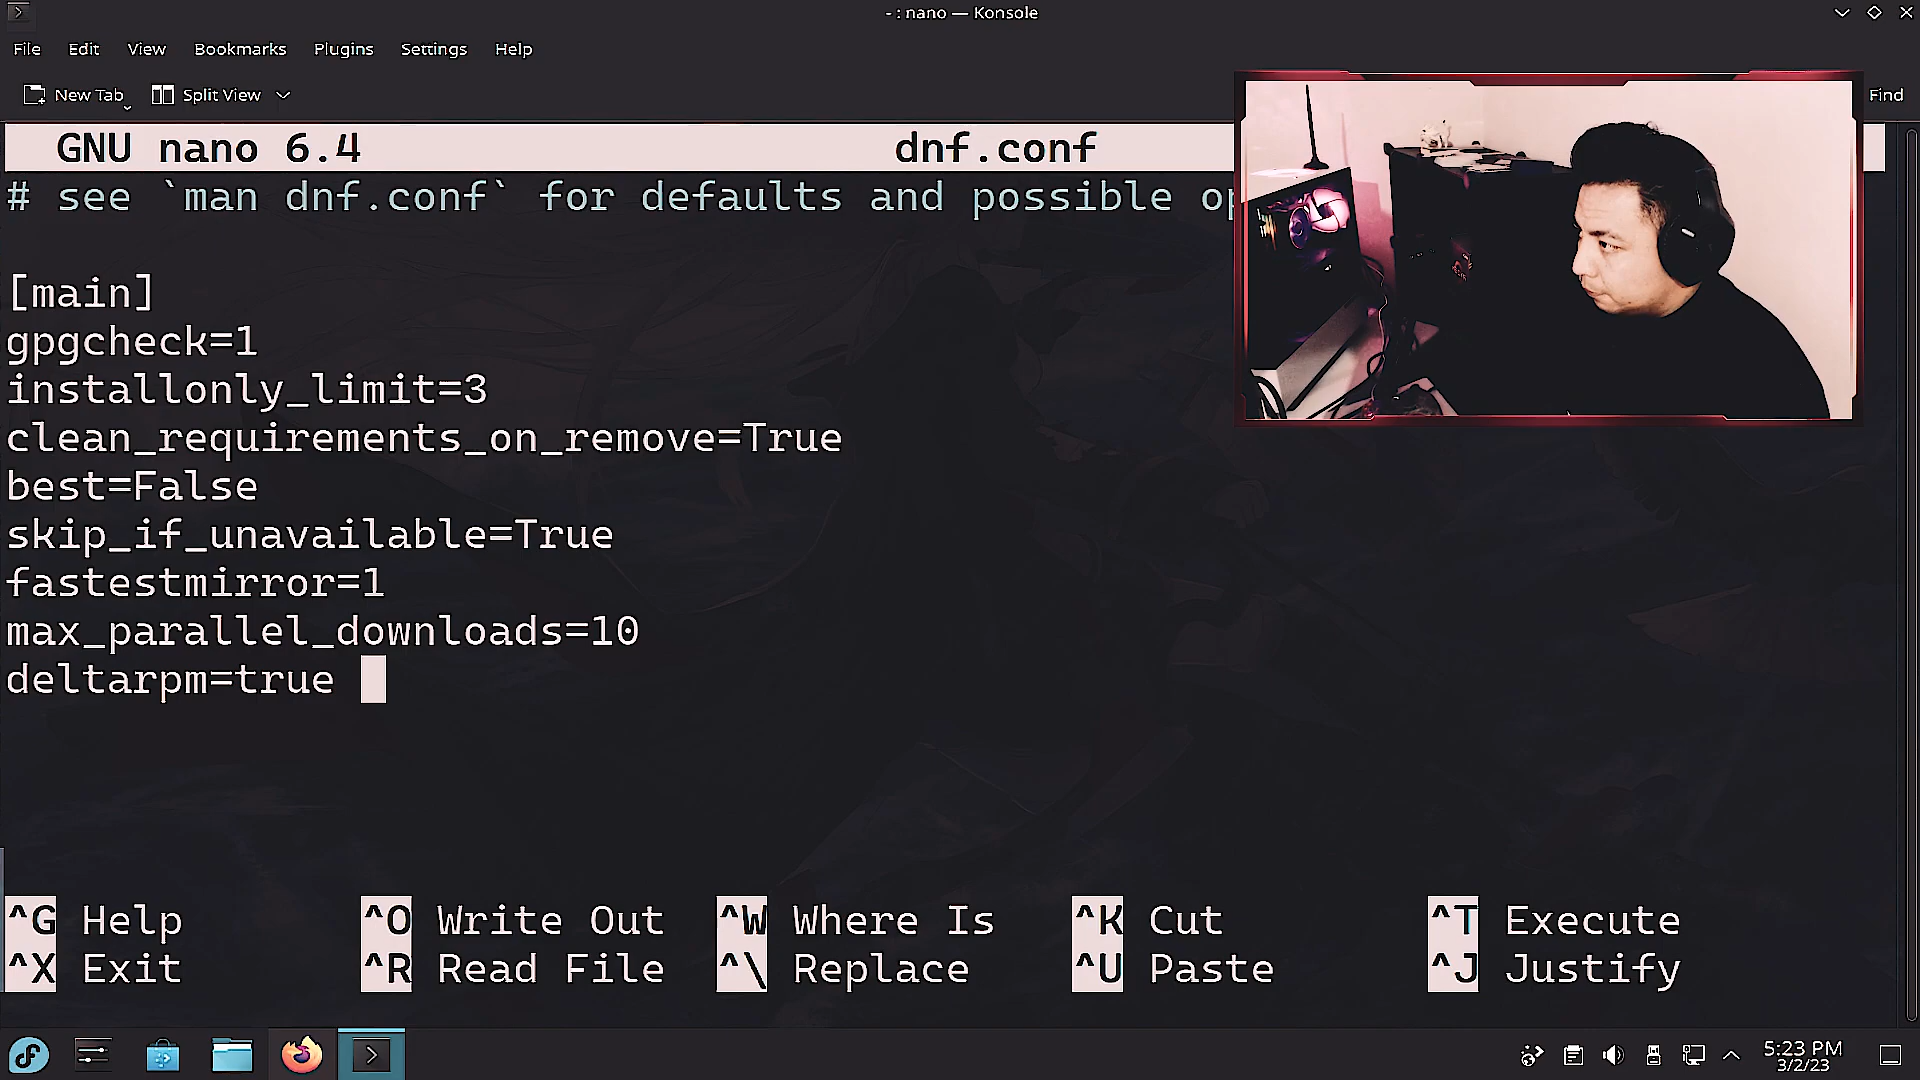 - : nano — Konsole
File Edit View Bookmarks Plugins Settings Help
New Tab Split View Find
GNU nano 6.4 dnf.conf
# see `man dnf.conf` for defaults and possible
[main]
gpgcheck=1
installonly_limit=3
clean_requirements_on_remove=True
best=False
skip_if_unavailable=True
fastestmirror=1
max_parallel_downloads=10
deltarpm=true
^G Help ^O Write Out ^W Where Is ^K Cut ^T Execute
^X Exit ^R Read File ^\ Replace ^U Paste ^J Justify
5:23 PM
3/2/23